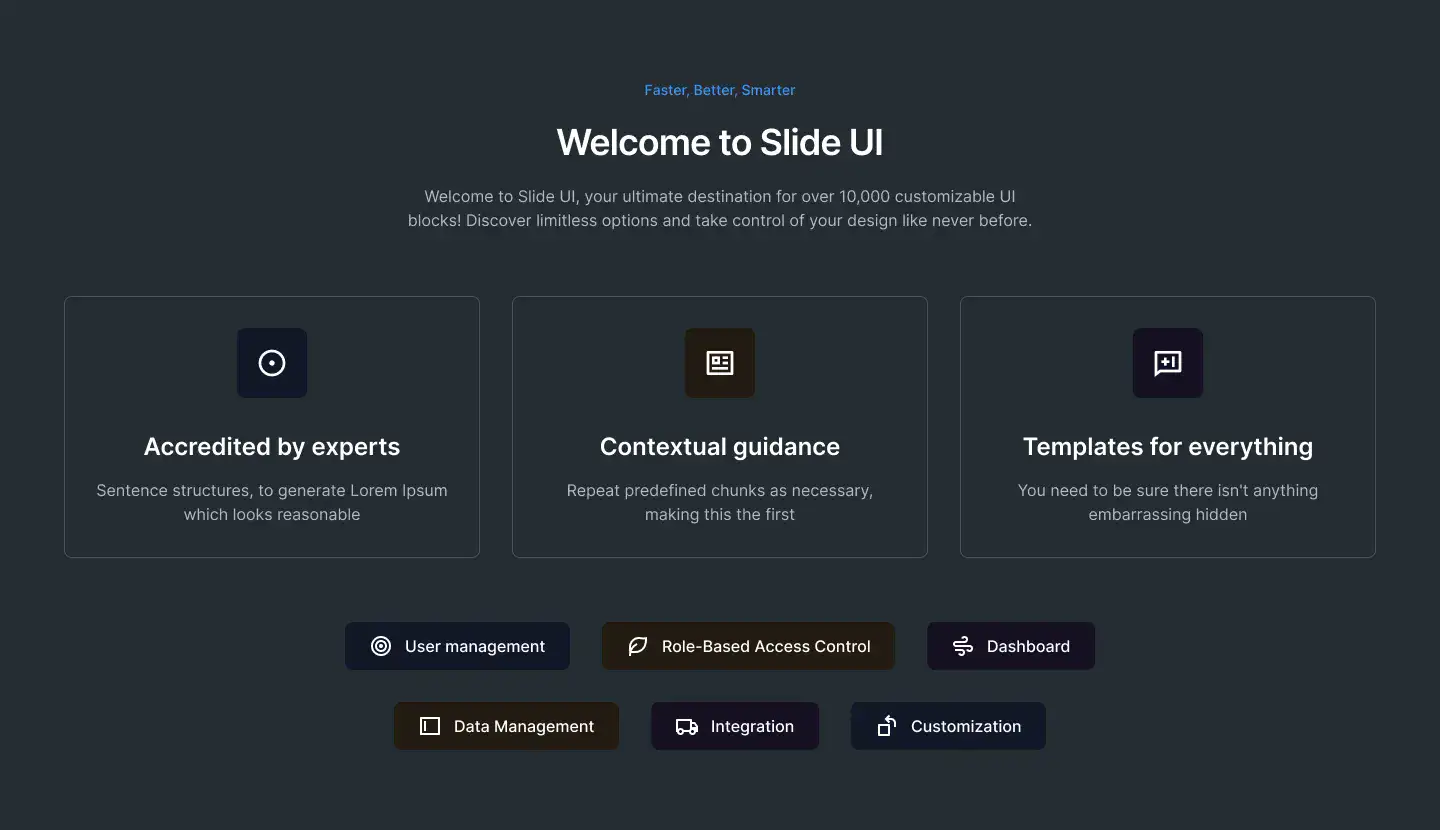 Faster, Better, Smarter
Welcome to Slide UI
Welcome to Slide UI, your ultimate destination for over 10,000 customizable UI
blocks! Discover limitless options and take control of your design like never before.
Accredited by experts
Sentence structures, to generate Lorem Ipsum
which looks reasonable
Contextual guidance
Repeat predefined chunks as necessary,
making this the first
Templates for everything
You need to be sure there isn't anything
embarrassing hidden
User management
Role-Based Access Control
Dashboard
Data Management
Integration
Customization